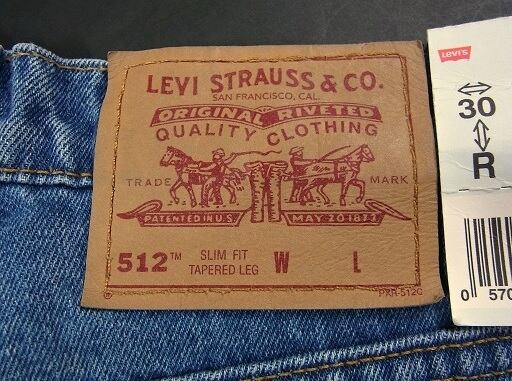 LEVI STRAUSS & CO.
SAN FRANCISCO, CAL.
ORIGINAL RIVETED
QUALITY CLOTHING
TRADE MARK
PATENTED IN U.S. MAY 20 1873
512™ SLIM FIT TAPERED LEG W L
®
PXR-512C
Levi's
30
R
0 570